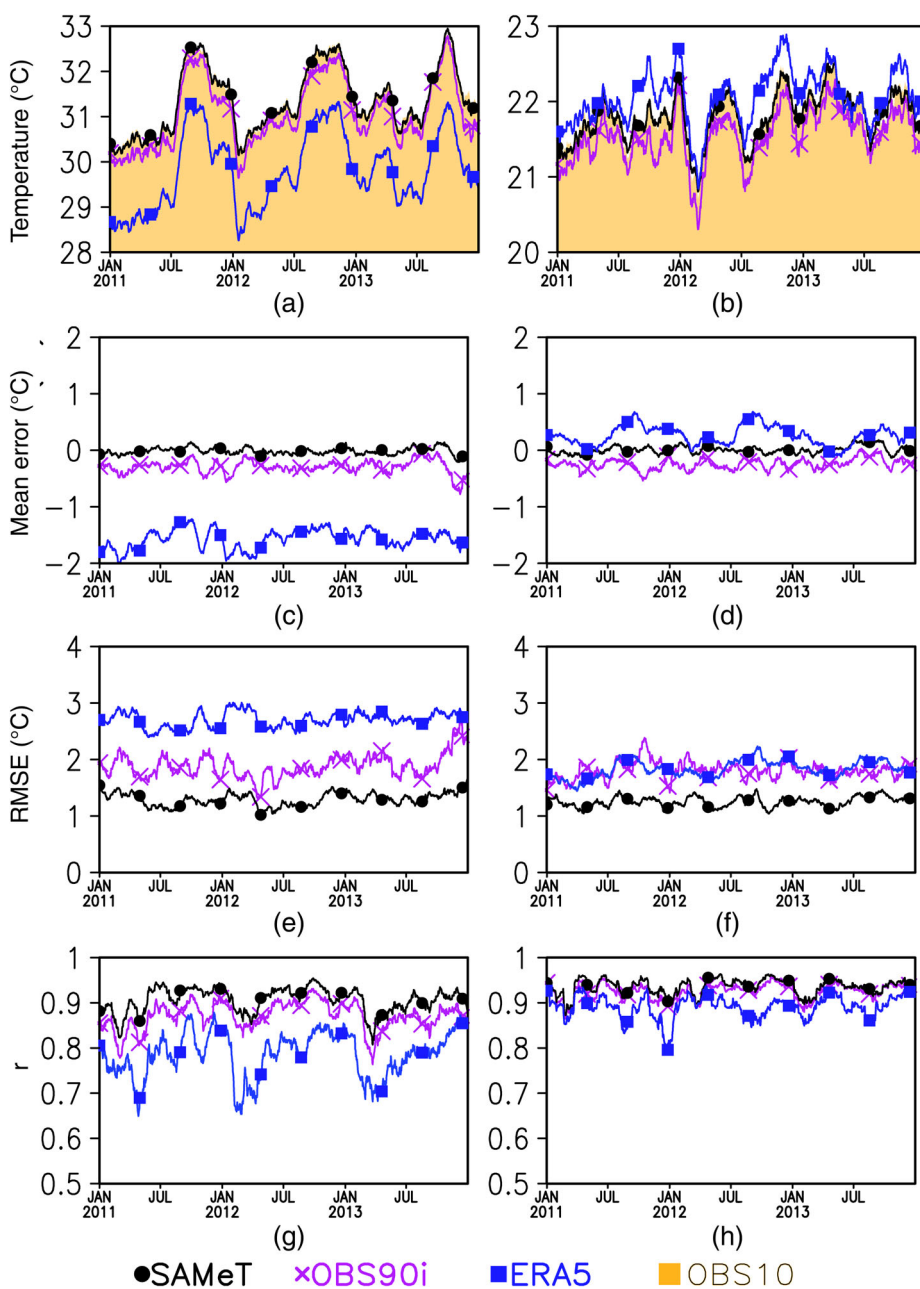 Temperature (°C)
33
32
31
30
29
28
JAN
2011
JUL
JAN
2012
JUL
JAN
2013
JUL
(a)
23
22
21
20
JAN
2011
JUL
JAN
2012
JUL
JAN
2013
JUL
(b)
Mean error (°C)
2
1
0
−1
−2
JAN
2011
JUL
JAN
2012
JUL
JAN
2013
JUL
(c)
2
1
0
−1
−2
JAN
2011
JUL
JAN
2012
JUL
JAN
2013
JUL
(d)
RMSE (°C)
4
3
2
1
0
JAN
2011
JUL
JAN
2012
JUL
JAN
2013
JUL
(e)
4
3
2
1
0
JAN
2011
JUL
JAN
2012
JUL
JAN
2013
JUL
(f)
r
1
0.9
0.8
0.7
0.6
0.5
JAN
2011
JUL
JAN
2012
JUL
JAN
2013
JUL
(g)
1
0.9
0.8
0.7
0.6
0.5
JAN
2011
JUL
JAN
2012
JUL
JAN
2013
JUL
(h)
SAMeT OBS90i ERA5 OBS10